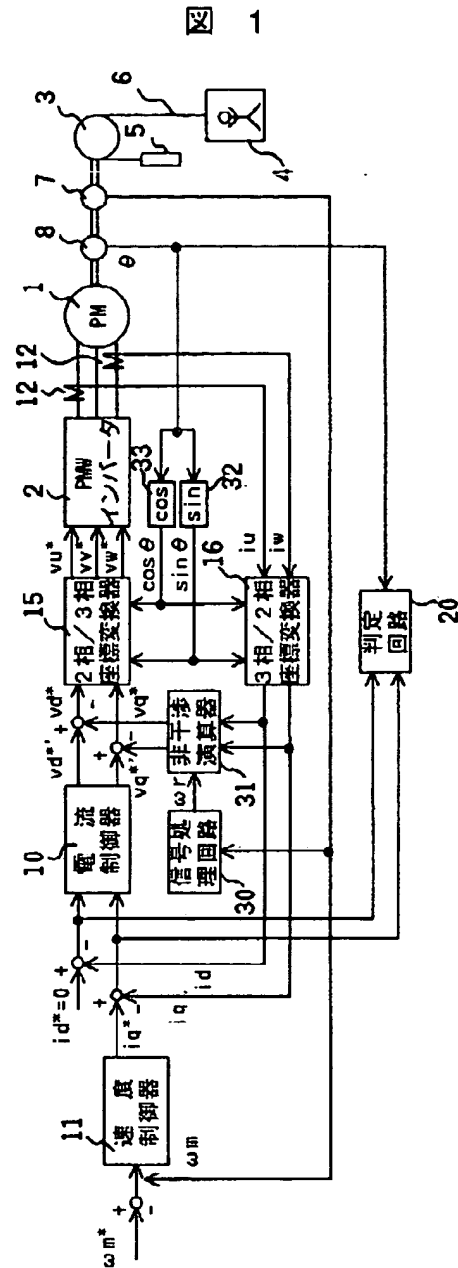 図 1
ωm*
+
-
ωm
11
速 度
制御器
iq*
+
-
iq
id*=0
+
-
id
10
電 流
制御器
vd*'
+
-
vd*
vq*'
+
-
vq*
15
2相/3相
座標変換器
vu*
vv*
vw*
2
PMW
インバータ
12
12
1
PM
8
θ
7
3
5
6
4
30
信号処
理回路
ωr
31
非干渉
演算器
cosθ
sinθ
33
cos
32
sin
16
3相/2相
座標変換器
iu
iw
20
判定
回路